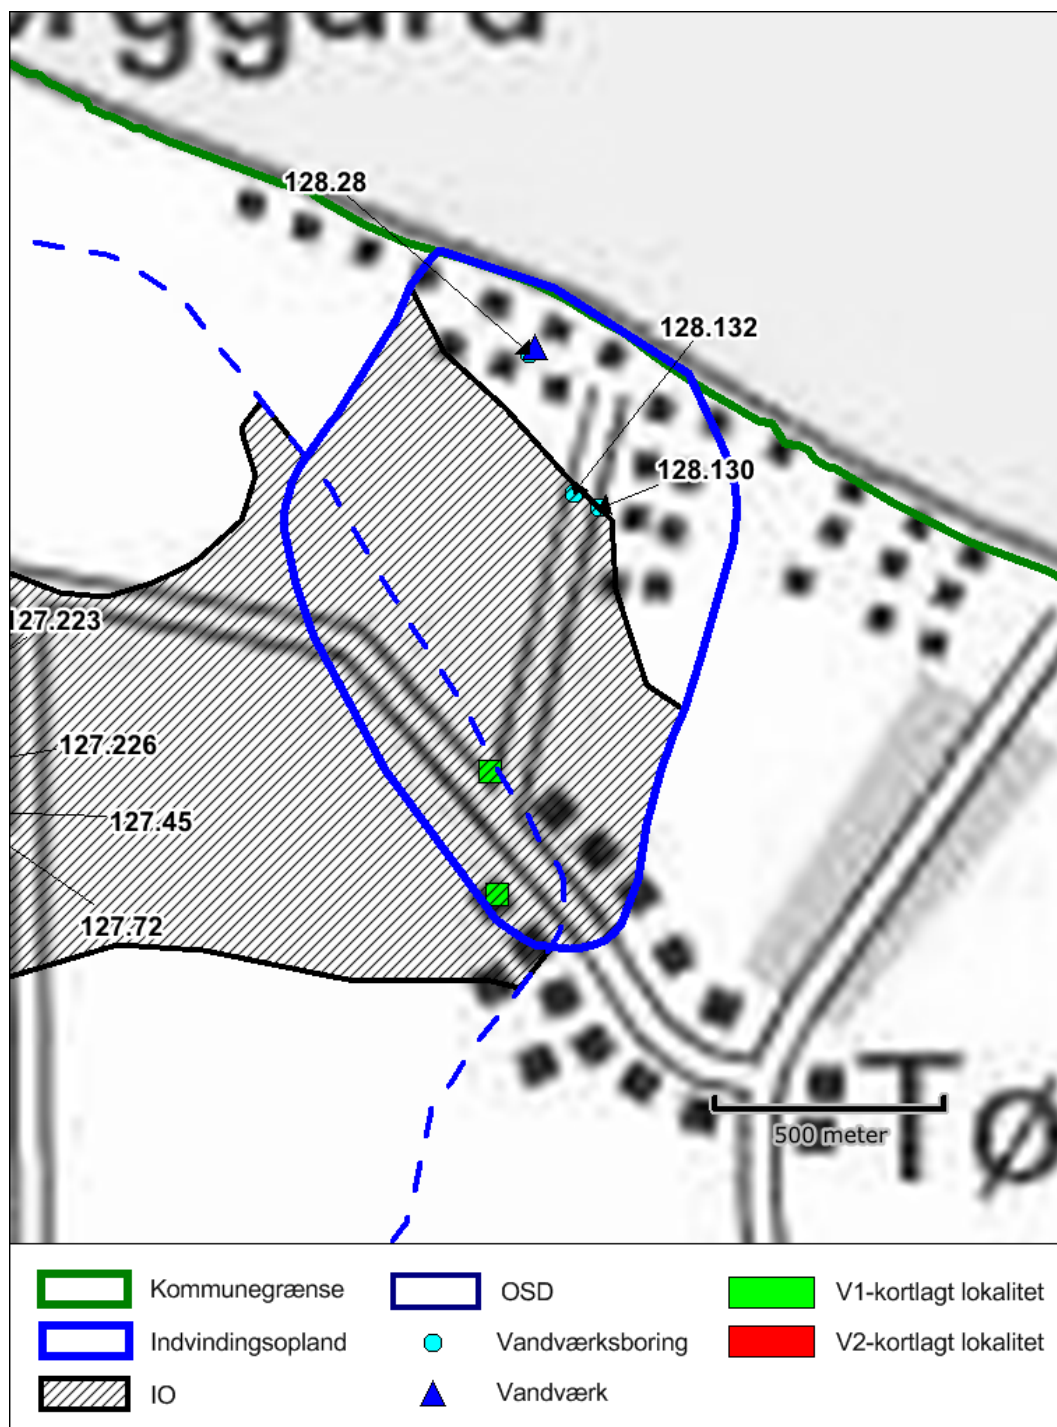 128.28
128.132
128.130
127.223
127.226
127.45
127.72
Tø
500 meter
Kommunegrænse
OSD
V1-kortlagt lokalitet
Indvindingsopland
Vandværksboring
V2-kortlagt lokalitet
IO
Vandværk